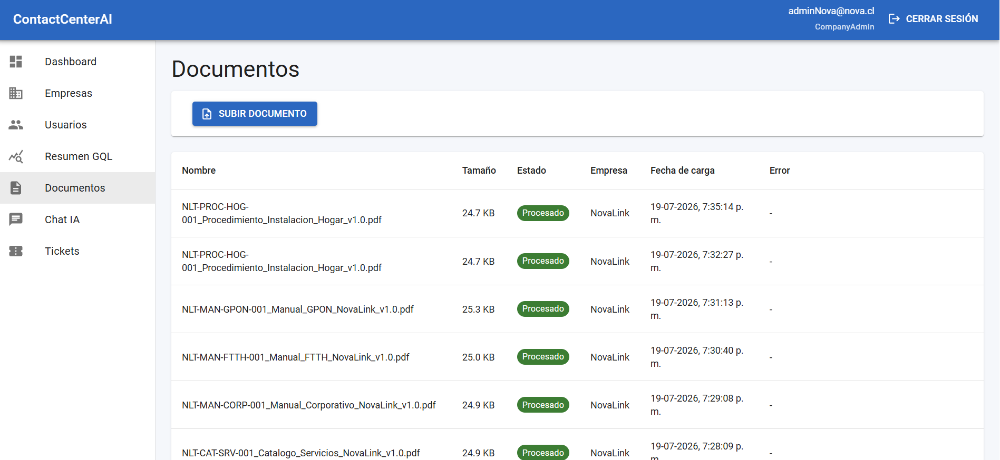 ContactCenterAI
adminNova@nova.cl
CompanyAdmin
CERRAR SESIÓN
Dashboard
Empresas
Usuarios
Resumen GQL
Documentos
Chat IA
Tickets
Documentos
SUBIR DOCUMENTO
Nombre Tamaño Estado Empresa Fecha de carga Error
NLT-PROC-HOG-
001_Procedimiento_Instalacion_Hogar_v1.0.pdf
24.7 KB Procesado NovaLink
19-07-2026, 7:35:14 p.
m.
-
NLT-PROC-HOG-
001_Procedimiento_Instalacion_Hogar_v1.0.pdf
24.7 KB Procesado NovaLink
19-07-2026, 7:32:27 p.
m.
-
NLT-MAN-GPON-001_Manual_GPON_NovaLink_v1.0.pdf
25.3 KB Procesado NovaLink
19-07-2026, 7:31:13 p.
m.
-
NLT-MAN-FTTH-001_Manual_FTTH_NovaLink_v1.0.pdf
25.0 KB Procesado NovaLink
19-07-2026, 7:30:40 p.
m.
-
NLT-MAN-CORP-001_Manual_Corporativo_NovaLink_v1.0.pdf
24.9 KB Procesado NovaLink
19-07-2026, 7:29:08 p.
m.
-
NLT-CAT-SRV-001_Catalogo_Servicios_NovaLink_v1.0.pdf
24.9 KB Procesado NovaLink
19-07-2026, 7:28:09 p.
m.
-